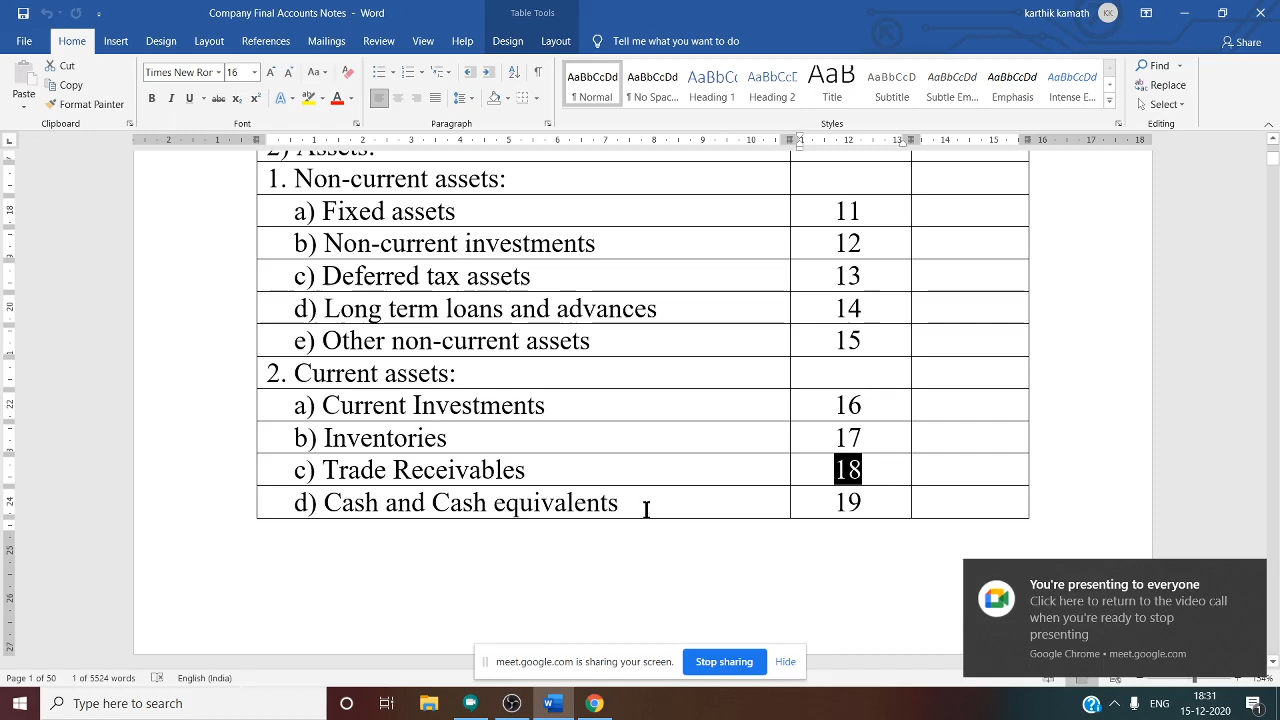 Company Final Accounts Notes - Word
Table Tools
karthik kamath
KK
File Home Insert Design Layout References Mailings Review View Help Design Layout Tell me what you want to do Share
Paste
Cut
Copy
Format Painter
Clipboard
Times New Ror 16
Font
Paragraph
AaBbCcDd AaBbCcDd AaBbCc AaBbCcD AaB AaBbCcD AaBbCcDd AaBbCcDd AaBbCcDd
¶ Normal ¶ No Spac... Heading 1 Heading 2 Title Subtitle Subtle Em... Emphasis Intense E...
Styles
Find
Replace
Select
Editing
2) Assets:
1. Non-current assets:
a) Fixed assets 11
b) Non-current investments 12
c) Deferred tax assets 13
d) Long term loans and advances 14
e) Other non-current assets 15
2. Current assets:
a) Current Investments 16
b) Inventories 17
c) Trade Receivables 18
d) Cash and Cash equivalents 19
You're presenting to everyone
Click here to return to the video call
when you're ready to stop
presenting
Google Chrome • meet.google.com
meet.google.com is sharing your screen. Stop sharing Hide
Page 1 of 50 1 of 5524 words English (India)
Type here to search
ENG
18:31
15-12-2020